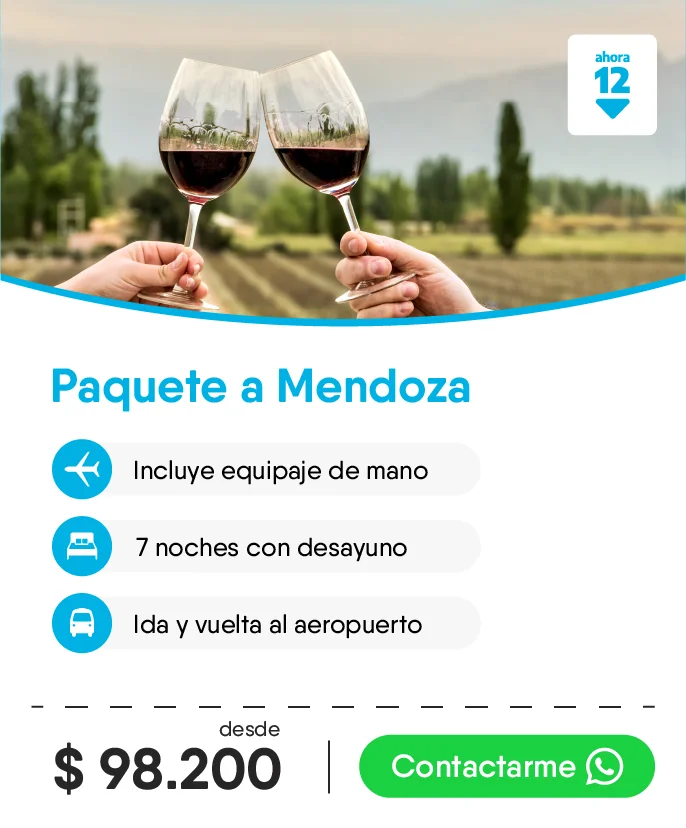 ahora
12
Paquete a Mendoza
Incluye equipaje de mano
7 noches con desayuno
Ida y vuelta al aeropuerto
desde
$ 98.200
Contactarme